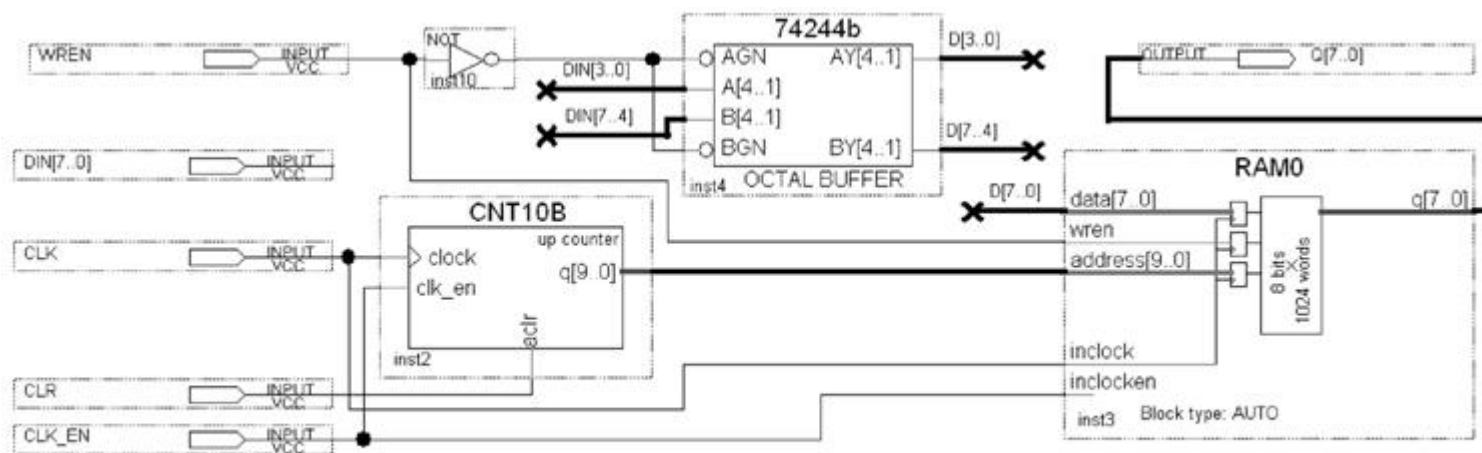 WREN
INPUT
VCC
NOT
inst10
74244b
AGN
A[4..1]
B[4..1]
BGN
AY[4..1]
BY[4..1]
OCTAL BUFFER
inst4
DIN[3..0]
DIN[7..4]
D[3..0]
D[7..4]
OUTPUT
Q[7..0]
DIN[7..0]
INPUT
VCC
CNT10B
up counter
clock
clk_en
q[9..0]
aclr
inst2
CLK
INPUT
VCC
CLR
INPUT
VCC
CLK_EN
INPUT
VCC
D[7..0]
RAM0
data[7..0]
wren
address[9..0]
q[7..0]
8 bits
×
1024 words
inclock
inclocken
inst3
Block type: AUTO